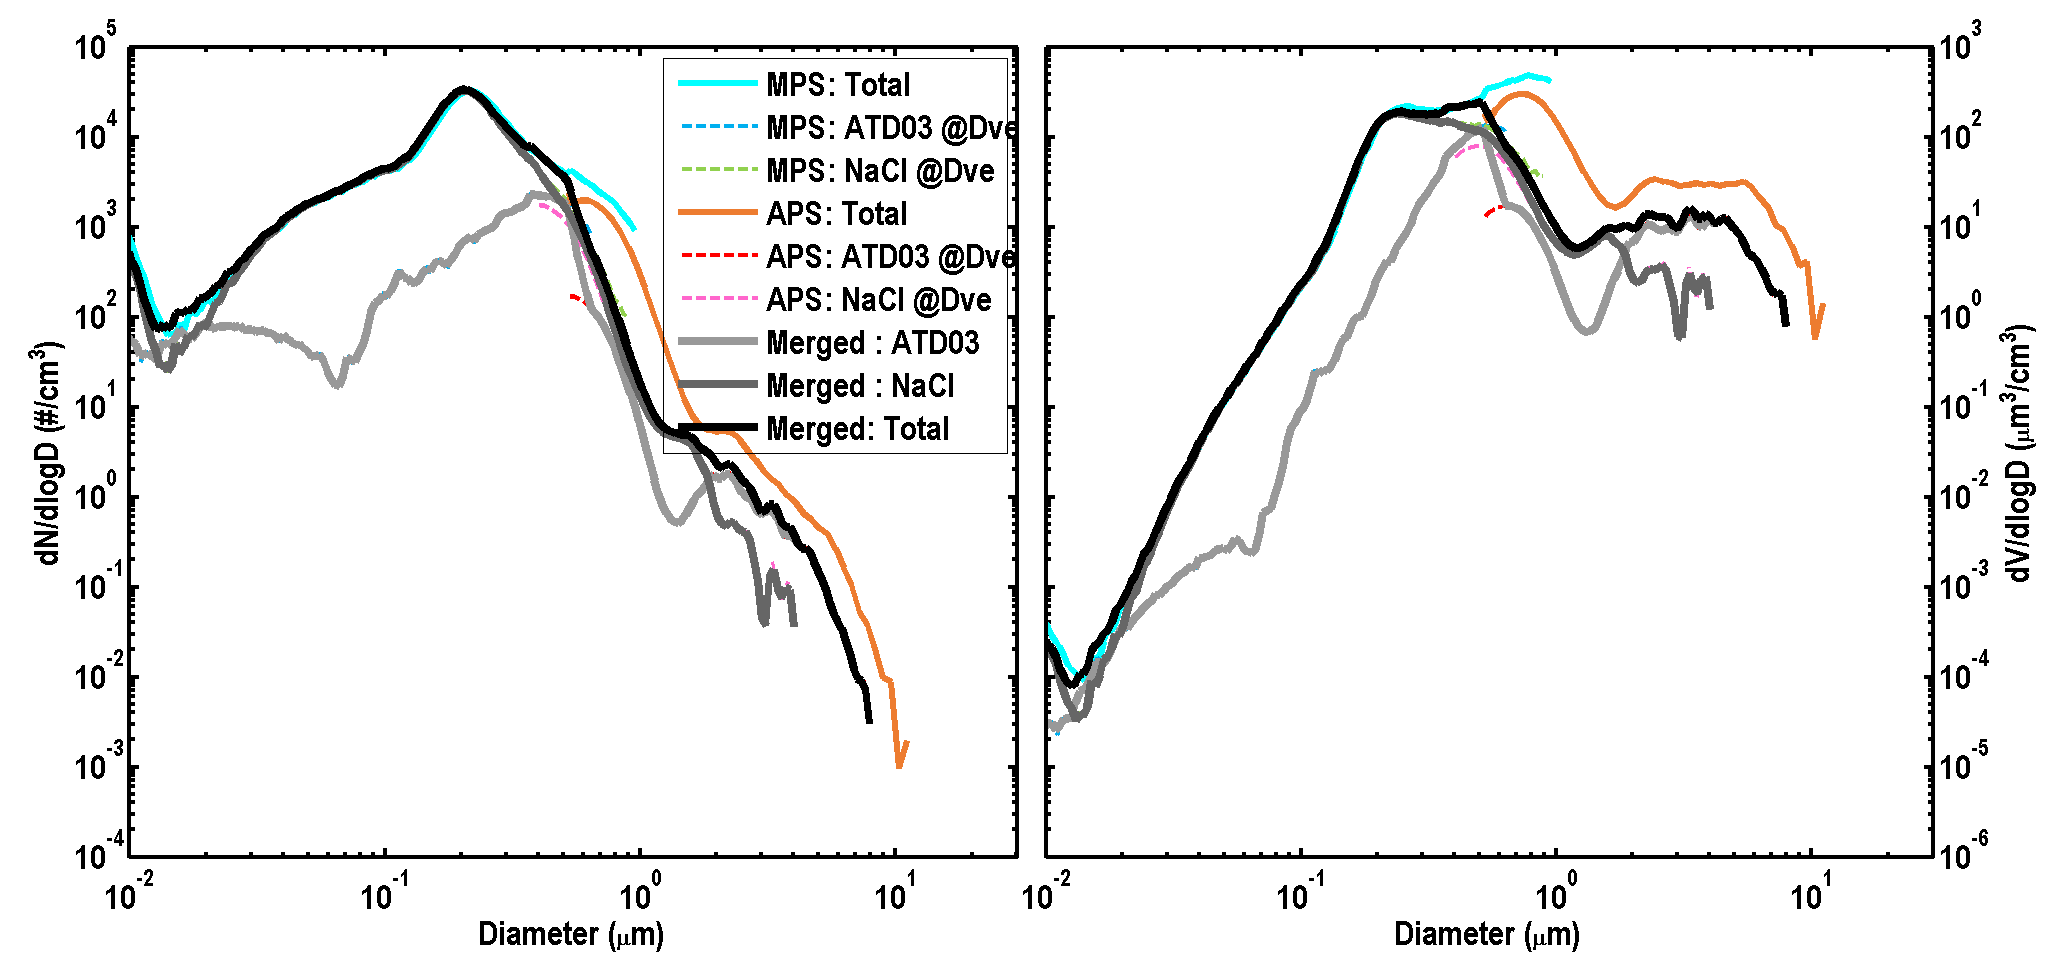 10^5
10^4
10^3
10^2
10^1
10^0
10^-1
10^-2
10^-3
10^-4
dN/dlogD (#/cm^3)
10^-2
10^-1
10^0
10^1
Diameter (μm)
MPS: Total
MPS: ATD03 @Dve
MPS: NaCl @Dve
APS: Total
APS: ATD03 @Dve
APS: NaCl @Dve
Merged : ATD03
Merged : NaCl
Merged: Total
10^-2
10^-1
10^0
10^1
Diameter (μm)
10^3
10^2
10^1
10^0
10^-1
10^-2
10^-3
10^-4
10^-5
10^-6
dV/dlogD (μm^3/cm^3)